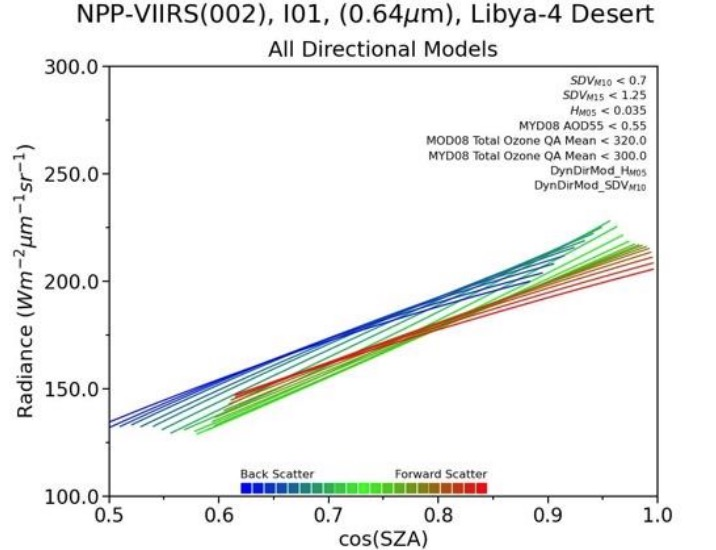 NPP-VIIRS(002), I01, (0.64μm), Libya-4 Desert
All Directional Models
300.0
250.0
200.0
150.0
100.0
Radiance (Wm⁻²μm⁻¹sr⁻¹)
SDV_M10 < 0.7
SDV_M15 < 1.25
H_M05 < 0.035
MYD08 AOD55 < 0.55
MOD08 Total Ozone QA Mean < 320.0
MYD08 Total Ozone QA Mean < 300.0
DynDirMod_H_M05
DynDirMod_SDV_M10
Back Scatter Forward Scatter
0.5 0.6 0.7 0.8 0.9 1.0
cos(SZA)